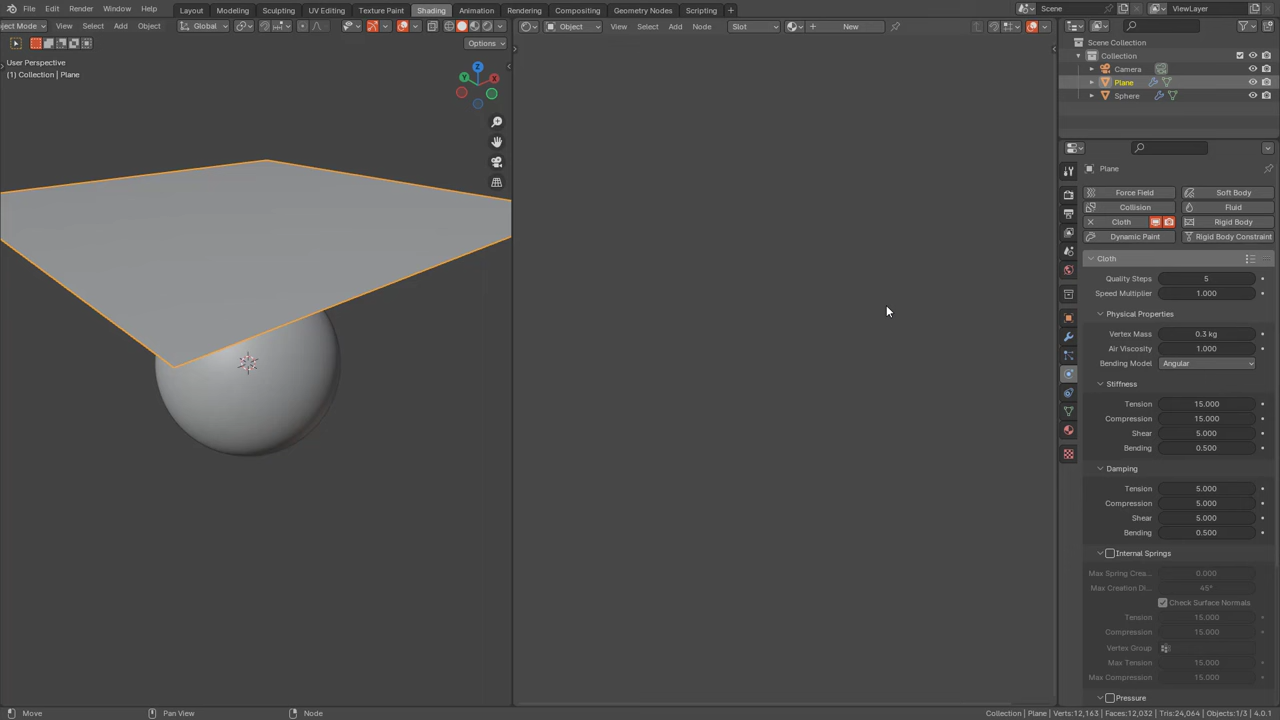 File Edit Render Window Help Layout Modeling Sculpting UV Editing Texture Paint Shading Animation Rendering Compositing Geometry Nodes Scripting + Scene ViewLayer
ject Mode View Select Add Object Global Object View Select Add Node Slot New
Options
User Perspective
(1) Collection | Plane
Z
Y
X
Scene Collection
Collection
Camera
Plane
Sphere
Plane
Force Field Soft Body
Collision Fluid
Cloth Rigid Body
Dynamic Paint Rigid Body Constraint
Cloth
Quality Steps 5
Speed Multiplier 1.000
Physical Properties
Vertex Mass 0.3 kg
Air Viscosity 1.000
Bending Model Angular
Stiffness
Tension 15.000
Compression 15.000
Shear 5.000
Bending 0.500
Damping
Tension 5.000
Compression 5.000
Shear 5.000
Bending 0.500
Internal Springs
Max Spring Crea... 0.000
Max Creation Di... 45°
Check Surface Normals
Tension 15.000
Compression 15.000
Vertex Group
Max Tension 15.000
Max Compression 15.000
Pressure
Move Pan View Node Collection | Plane | Verts:12,163 | Faces:12,032 | Tris:24,064 | Objects:1/3 | 4.0.1